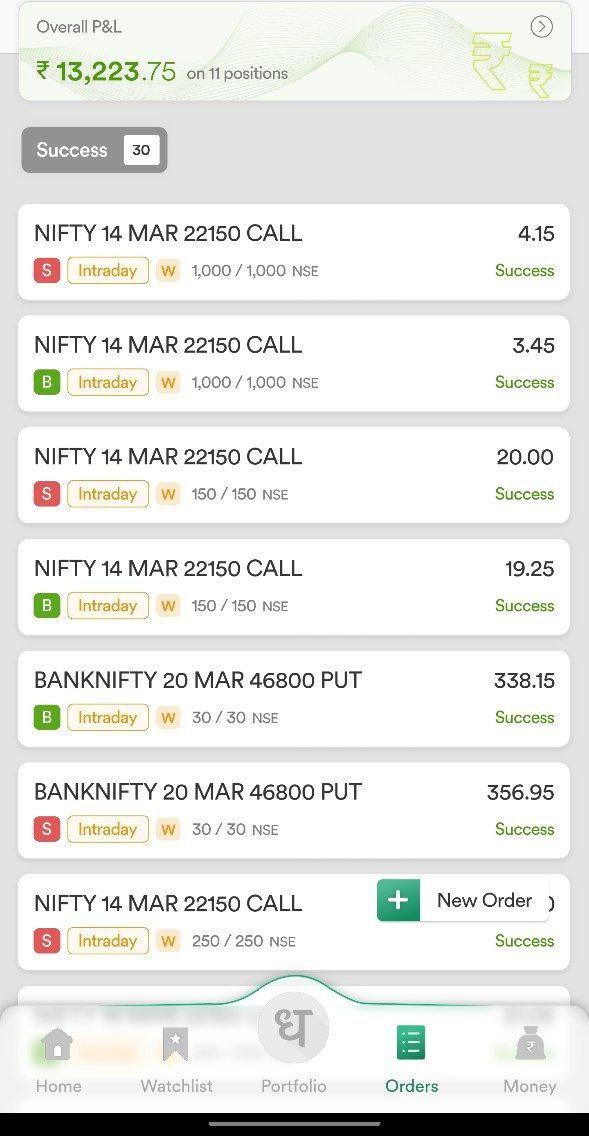 Overall P&L
₹ 13,223.75 on 11 positions
Success 30
NIFTY 14 MAR 22150 CALL 4.15
S Intraday W 1,000 / 1,000 NSE Success
NIFTY 14 MAR 22150 CALL 3.45
B Intraday W 1,000 / 1,000 NSE Success
NIFTY 14 MAR 22150 CALL 20.00
S Intraday W 150 / 150 NSE Success
NIFTY 14 MAR 22150 CALL 19.25
B Intraday W 150 / 150 NSE Success
BANKNIFTY 20 MAR 46800 PUT 338.15
B Intraday W 30 / 30 NSE Success
BANKNIFTY 20 MAR 46800 PUT 356.95
S Intraday W 30 / 30 NSE Success
NIFTY 14 MAR 22150 CALL
+ New Order
S Intraday W 250 / 250 NSE Success
ध
Home Watchlist Portfolio Orders Money